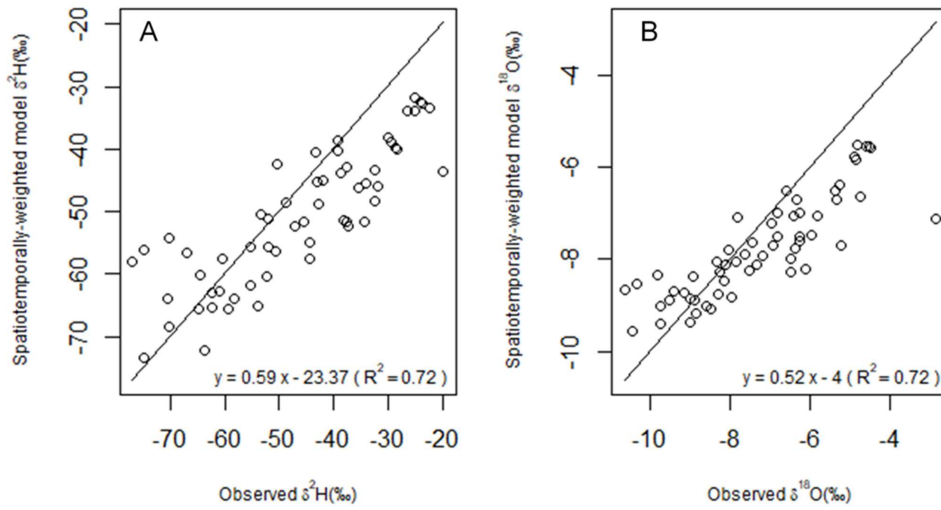 A
Spatiotemporally-weighted model δ²H(‰)
-20
-30
-40
-50
-60
-70
y = 0.59 x - 23.37 ( R² = 0.72 )
-70 -60 -50 -40 -30 -20
Observed δ²H(‰)
B
Spatiotemporally-weighted model δ¹⁸O(‰)
-4
-6
-8
-10
y = 0.52 x - 4 ( R² = 0.72 )
-10 -8 -6 -4
Observed δ¹⁸O(‰)